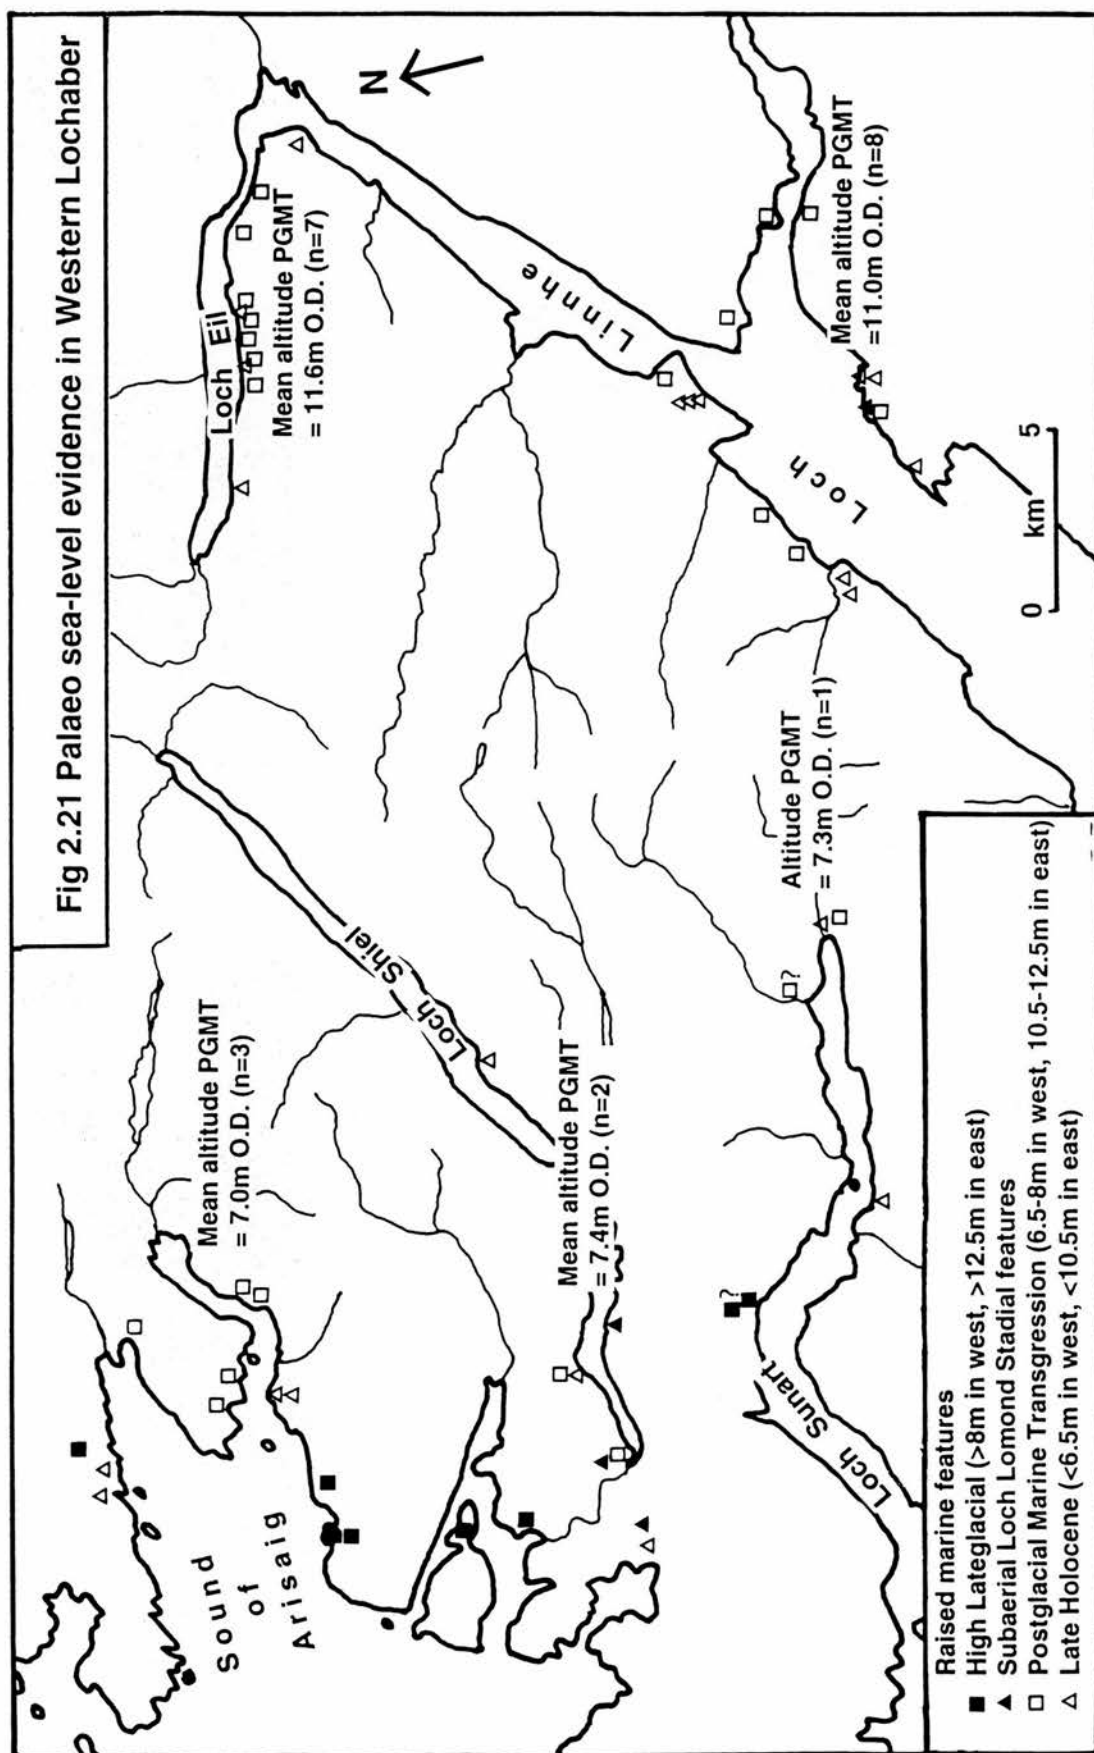 Fig 2.21 Palaeo sea-level evidence in Western Lochaber
N
Loch Eil
Mean altitude PGMT
= 11.6m O.D. (n=7)
Loch Linnhe
Mean altitude PGMT
=11.0m O.D. (n=8)
Loch Shiel
Mean altitude PGMT
= 7.0m O.D. (n=3)
Sound
of
Arisaig
Mean altitude PGMT
= 7.4m O.D. (n=2)
Altitude PGMT
= 7.3m O.D. (n=1)
?
?
Loch Sunart
0 km 5
Raised marine features
High Lateglacial (>8m in west, >12.5m in east)
Subaerial Loch Lomond Stadial features
Postglacial Marine Transgression (6.5-8m in west, 10.5-12.5m in east)
Late Holocene (<6.5m in west, <10.5m in east)